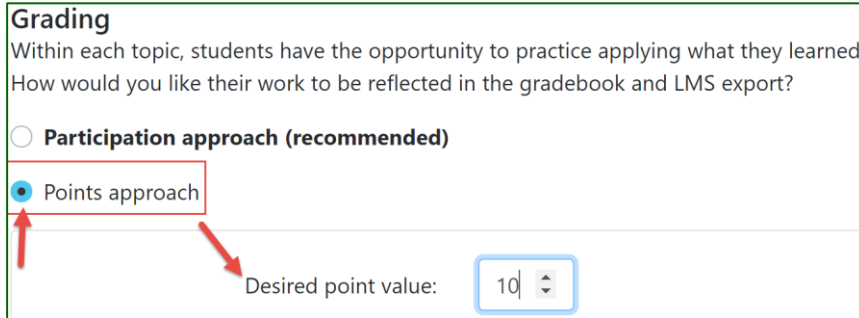 Grading
Within each topic, students have the opportunity to practice applying what they learned
How would you like their work to be reflected in the gradebook and LMS export?
Participation approach (recommended)
Points approach
Desired point value: 10